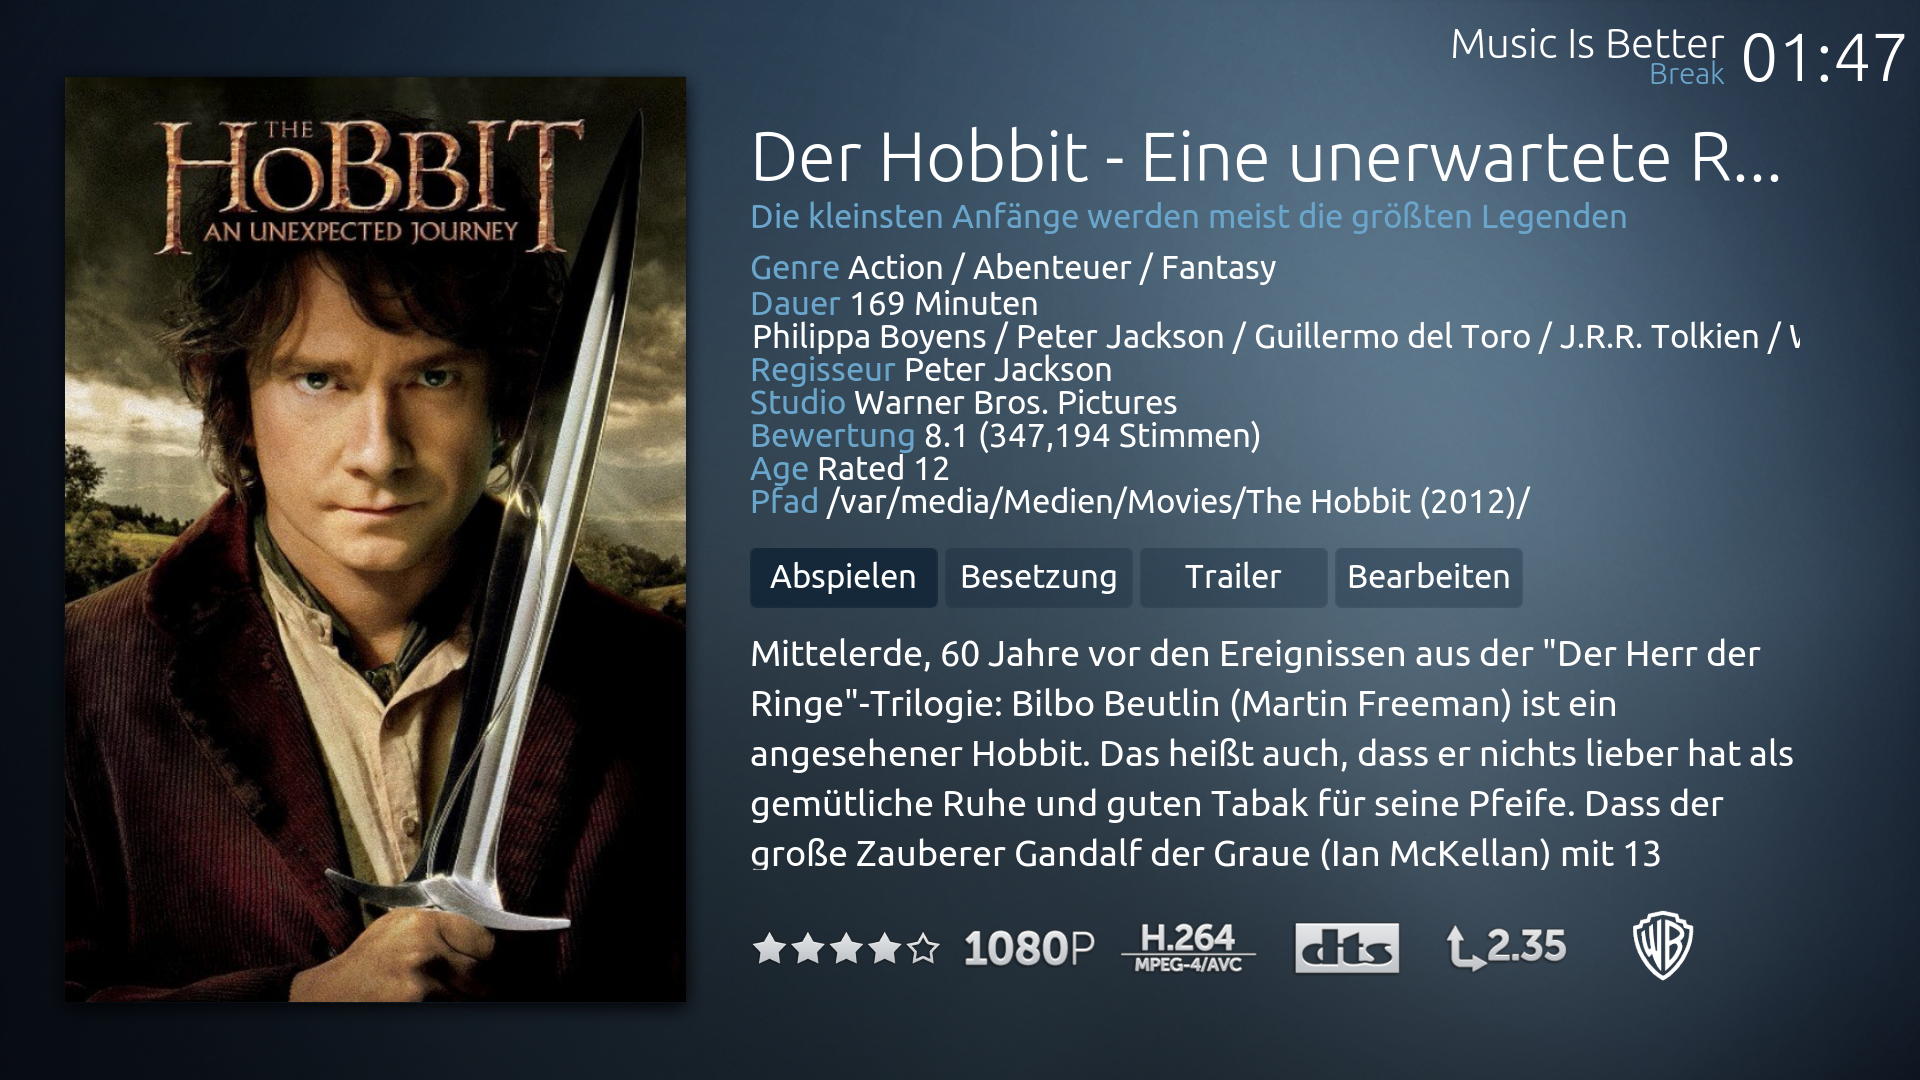 Music Is Better
Break
01:47
THE
HOBBIT
AN UNEXPECTED JOURNEY
Der Hobbit - Eine unerwartete R...
Die kleinsten Anfänge werden meist die größten Legenden
Genre Action / Abenteuer / Fantasy
Dauer 169 Minuten
Philippa Boyens / Peter Jackson / Guillermo del Toro / J.R.R. Tolkien /
Regisseur Peter Jackson
Studio Warner Bros. Pictures
Bewertung 8.1 (347,194 Stimmen)
Age Rated 12
Pfad /var/media/Medien/Movies/The Hobbit (2012)/
Abspielen Besetzung Trailer Bearbeiten
Mittelerde, 60 Jahre vor den Ereignissen aus der "Der Herr der
Ringe"-Trilogie: Bilbo Beutlin (Martin Freeman) ist ein
angesehener Hobbit. Das heißt auch, dass er nichts lieber hat als
gemütliche Ruhe und guten Tabak für seine Pfeife. Dass der
große Zauberer Gandalf der Graue (Ian McKellan) mit 13
1080P H.264 MPEG-4/AVC dts 2.35 WB